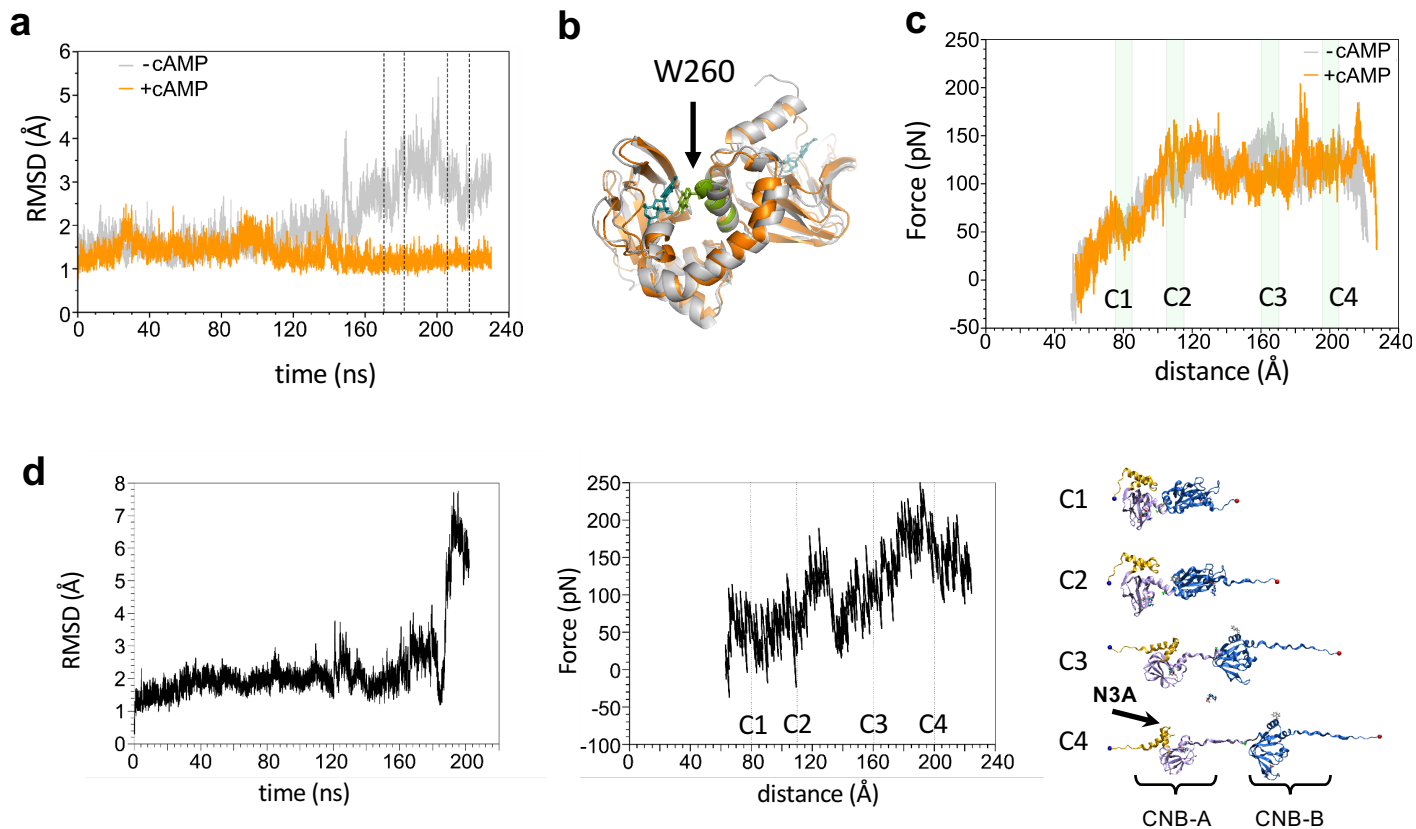 a
6
5
4
3
2
1
0
RMSD (Å)
-cAMP
+cAMP
0 40 80 120 160 200 240
time (ns)
b
W260
c
250
200
150
100
50
0
-50
Force (pN)
-cAMP
+cAMP
C1 C2 C3 C4
0 40 80 120 160 200 240
distance (Å)
d
8
7
6
5
4
3
2
1
0
RMSD (Å)
0 40 80 120 160 200
time (ns)
250
200
150
100
50
0
-50
-100
Force (pN)
C1 C2 C3 C4
0 40 80 120 160 200 240
distance (Å)
C1
C2
C3
N3A
C4
CNB-A CNB-B